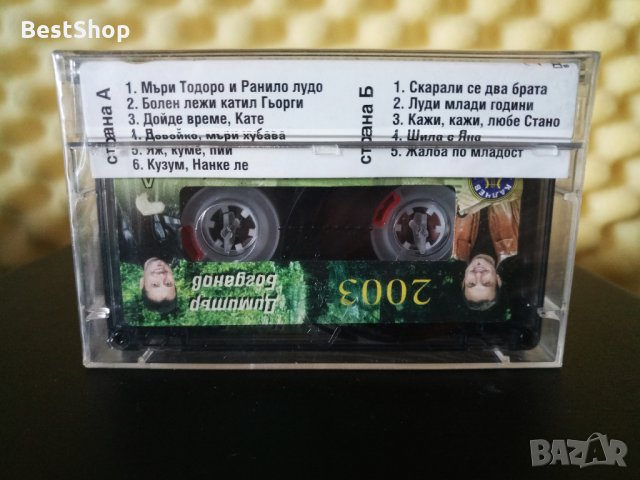 BestShop
страна А
1. Мъри Тодоро и Ранило лудо
2. Болен лежи катил Гьорги
3. Дойде време, Кате
4. Девойко, мъри хубава
5. Яж, куме, пий
6. Кузум, Нанке ле
страна Б
1. Скарали се два брата
2. Луди млади години
3. Кажи, кажи, любе Стано
4. Шила е Яна
5. Жалба по младост
КАЛЧЕВ
Димитър
Богданов
2003
BAZAR